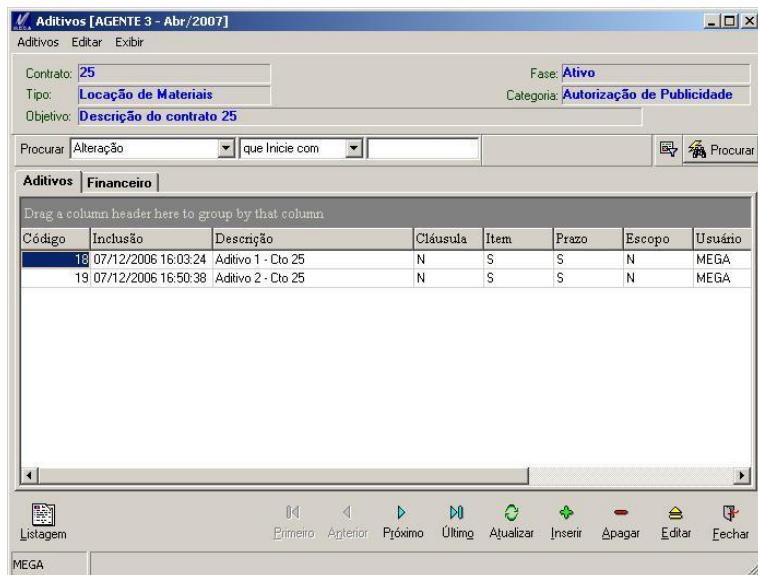 Aditivos [AGENTE 3 - Abr/2007]
Aditivos Editar Exibir
Contrato: 25 Fase: Ativo
Tipo: Locação de Materiais Categoria: Autorização de Publicidade
Objetivo: Descrição do contrato 25
Procurar Alteração que Inicie com Procurar
Aditivos Financeiro
Drag a column header here to group by that column
Código Inclusão Descrição Cláusula Item Prazo Escopo Usuário
18 07/12/2006 16:03:24 Aditivo 1 - Cto 25 N S S N MEGA
19 07/12/2006 16:50:38 Aditivo 2 - Cto 25 N S S N MEGA
Listagem Primeiro Anterior Próximo Último Atualizar Inserir Apagar Editar Fechar
MEGA